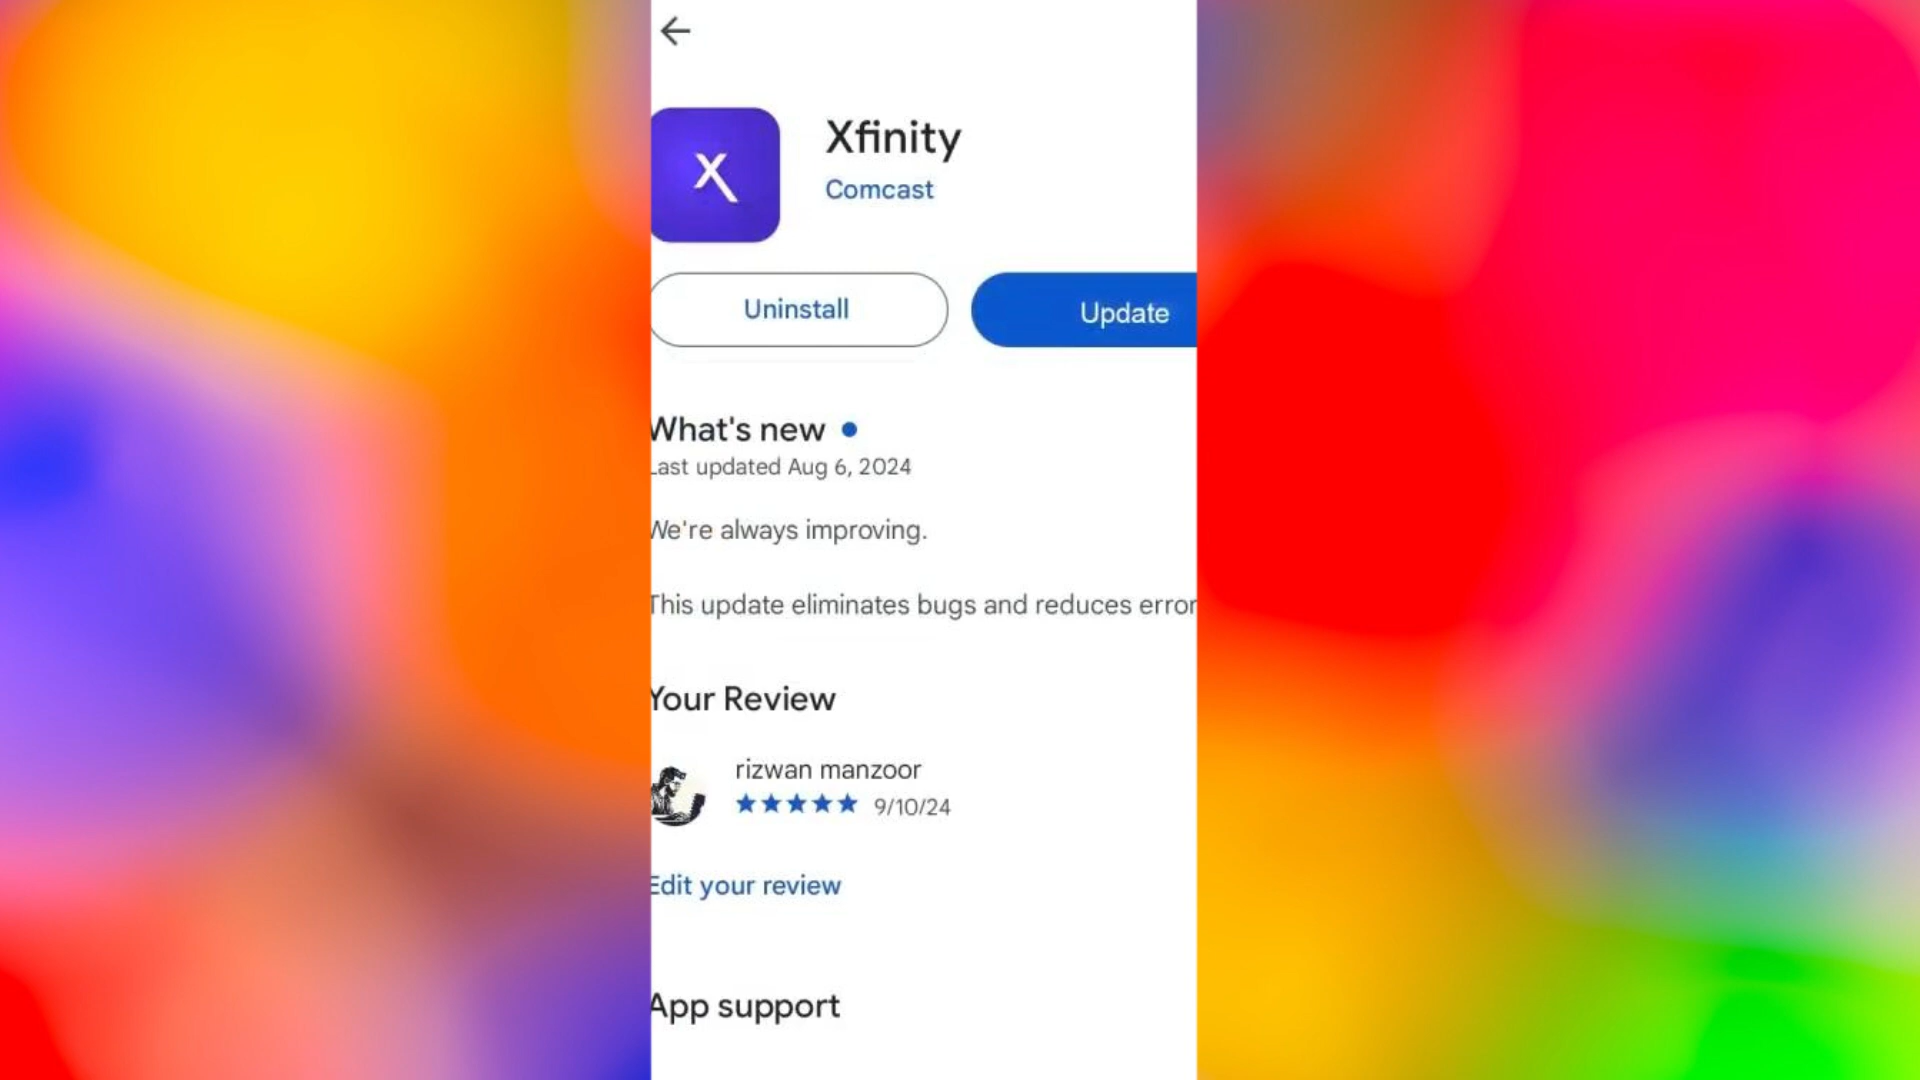 X
Xfinity
Comcast
Uninstall
Update
What's new
Last updated Aug 6, 2024
We're always improving.
This update eliminates bugs and reduces error
Your Review
rizwan manzoor
9/10/24
Edit your review
App support